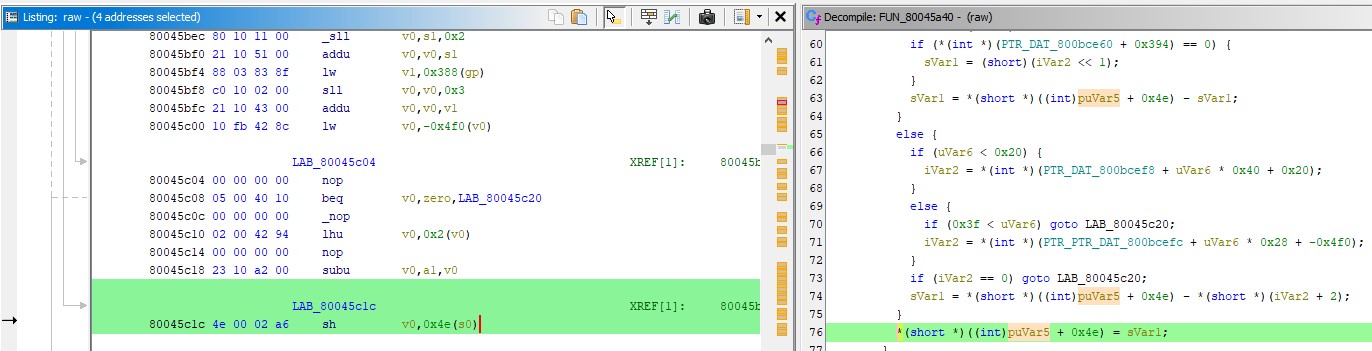 Listing: raw - (4 addresses selected)
80045bec 80 10 11 00 _sll v0,s1,0x2
80045bf0 21 10 51 00 addu v0,v0,s1
80045bf4 88 03 83 8f lw v1,0x388(gp)
80045bf8 c0 10 02 00 sll v0,v0,0x3
80045bfc 21 10 43 00 addu v0,v0,v1
80045c00 10 fb 42 8c lw v0,-0x4f0(v0)
LAB_80045c04 XREF[1]: 80045b
80045c04 00 00 00 00 nop
80045c08 05 00 40 10 beq v0,zero,LAB_80045c20
80045c0c 00 00 00 00 _nop
80045c10 02 00 42 94 lhu v0,0x2(v0)
80045c14 00 00 00 00 nop
80045c18 23 10 a2 00 subu v0,a1,v0
LAB_80045c1c XREF[1]: 80045b
80045c1c 4e 00 02 a6 sh v0,0x4e(s0)
Decompile: FUN_80045a40 - (raw)
60 if (*(int *)(PTR_DAT_800bce60 + 0x394) == 0) {
61 sVar1 = (short)(iVar2 << 1);
62 }
63 sVar1 = *(short *)((int)puVar5 + 0x4e) - sVar1;
64 }
65 else {
66 if (uVar6 < 0x20) {
67 iVar2 = *(int *)(PTR_DAT_800bcef8 + uVar6 * 0x40 + 0x20);
68 }
69 else {
70 if (0x3f < uVar6) goto LAB_80045c20;
71 iVar2 = *(int *)(PTR_PTR_DAT_800bcefc + uVar6 * 0x28 + -0x4f0);
72 }
73 if (iVar2 == 0) goto LAB_80045c20;
74 sVar1 = *(short *)((int)puVar5 + 0x4e) - *(short *)(iVar2 + 2);
75 }
76 *(short *)((int)puVar5 + 0x4e) = sVar1;
77 }